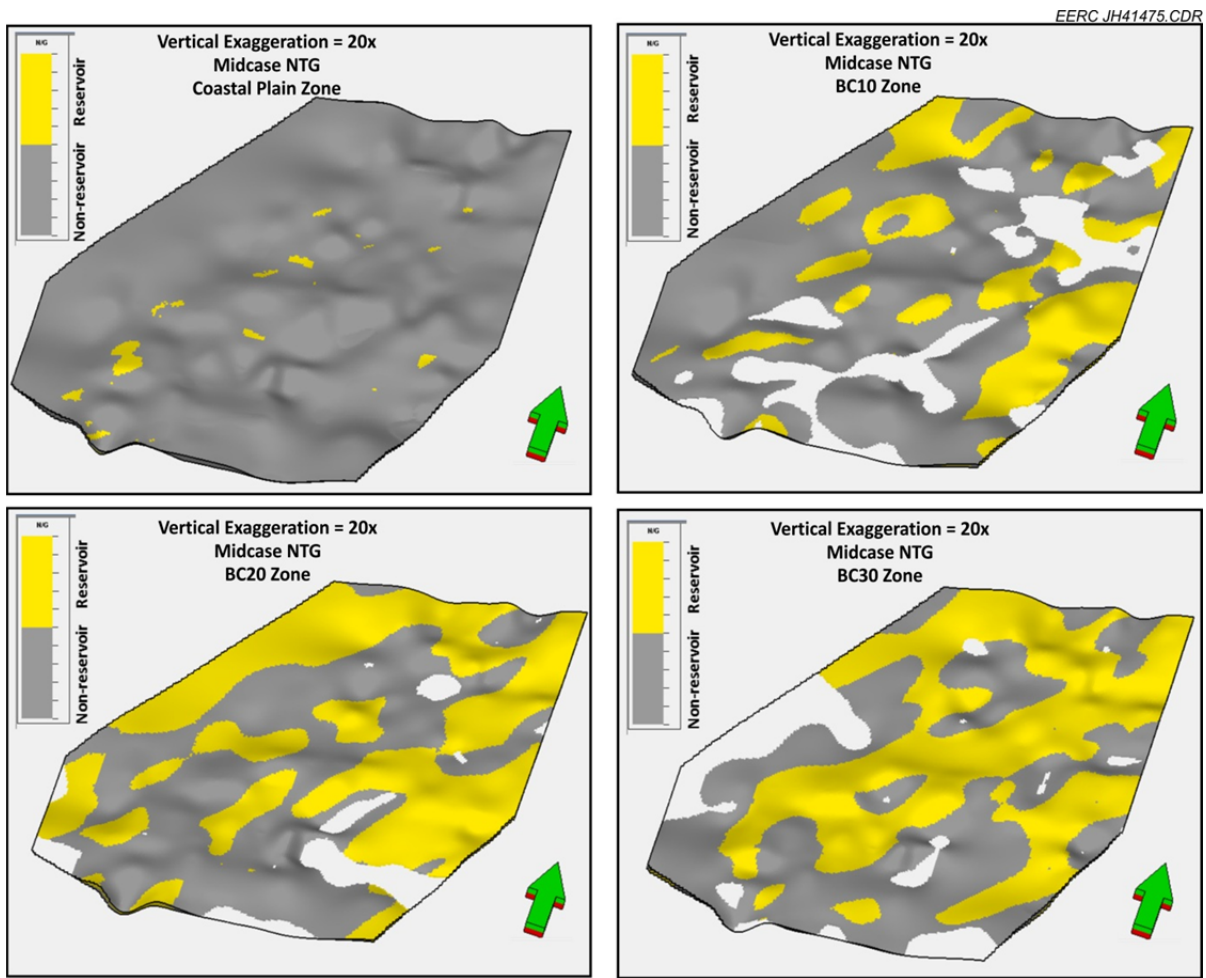 EERC JH41475.CDR
N/G
Reservoir
Non-reservoir
Vertical Exaggeration = 20x
Midcase NTG
Coastal Plain Zone
N/G
Reservoir
Non-reservoir
Vertical Exaggeration = 20x
Midcase NTG
BC10 Zone
N/G
Reservoir
Non-reservoir
Vertical Exaggeration = 20x
Midcase NTG
BC20 Zone
N/G
Reservoir
Non-reservoir
Vertical Exaggeration = 20x
Midcase NTG
BC30 Zone